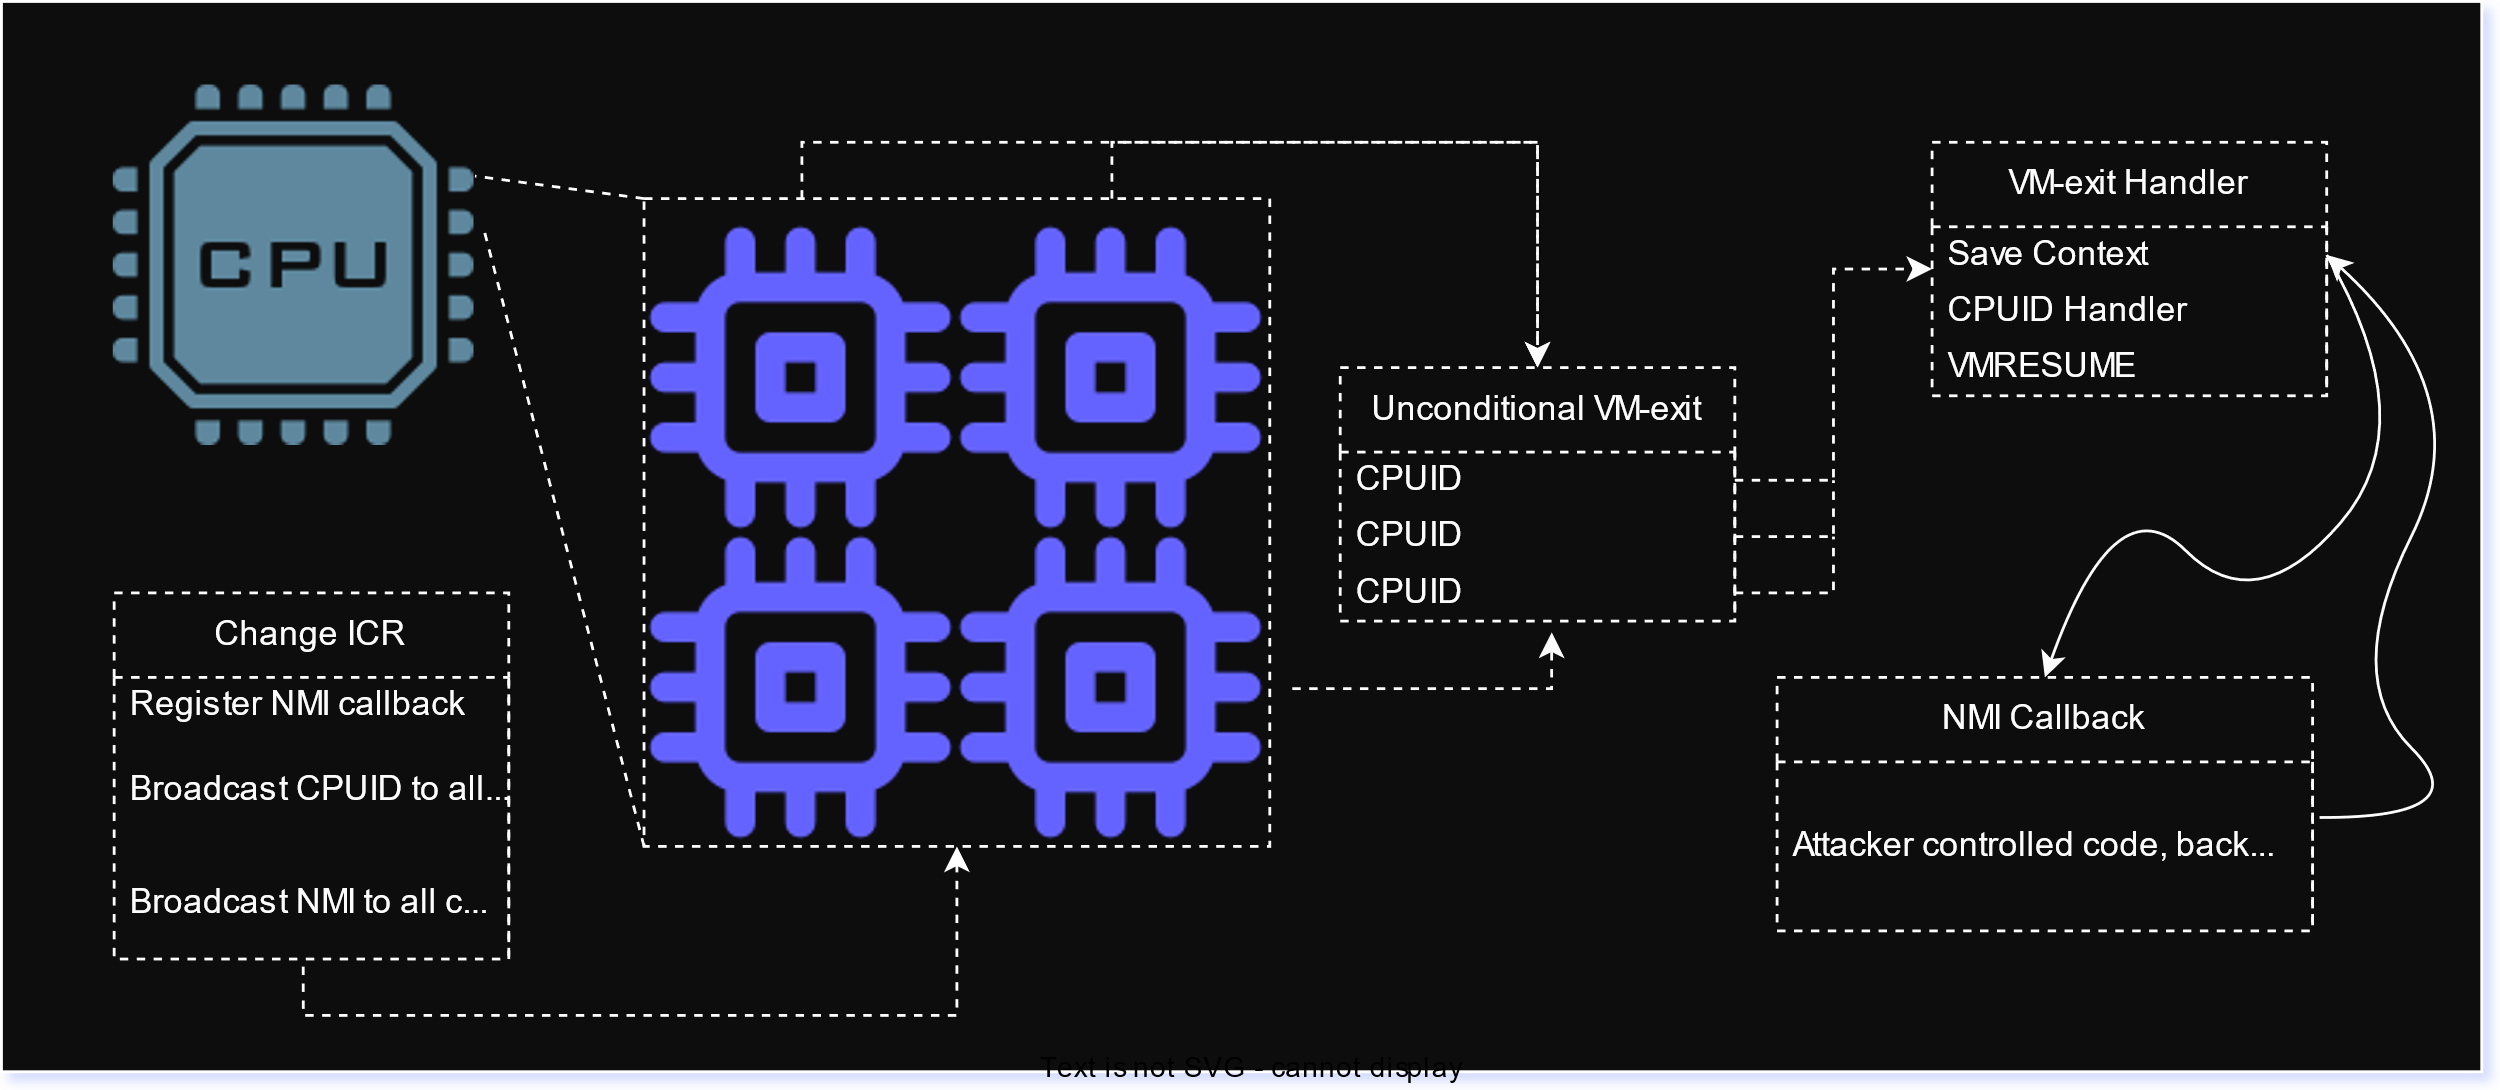 CPU
VM-exit Handler
Save Context
CPUID Handler
VMRESUME
Unconditional VM-exit
CPUID
CPUID
CPUID
Change ICR
Register NMI callback
Broadcast CPUID to all...
Broadcast NMI to all c...
NMI Callback
Attacker controlled code, back...
Text is not SVG - cannot display